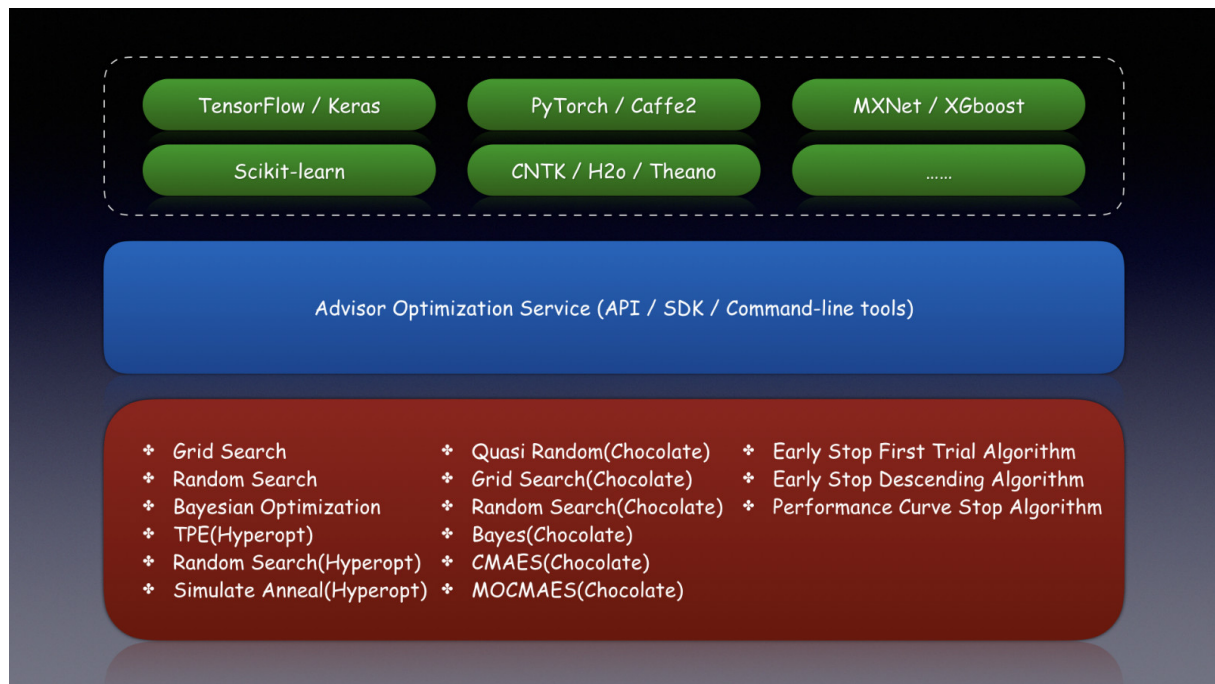 TensorFlow / Keras
PyTorch / Caffe2
MXNet / XGboost
Scikit-learn
CNTK / H2o / Theano
......
Advisor Optimization Service (API / SDK / Command-line tools)
Grid Search
Random Search
Bayesian Optimization
TPE(Hyperopt)
Random Search(Hyperopt)
Simulate Anneal(Hyperopt)
Quasi Random(Chocolate)
Grid Search(Chocolate)
Random Search(Chocolate)
Bayes(Chocolate)
CMAES(Chocolate)
MOCMAES(Chocolate)
Early Stop First Trial Algorithm
Early Stop Descending Algorithm
Performance Curve Stop Algorithm